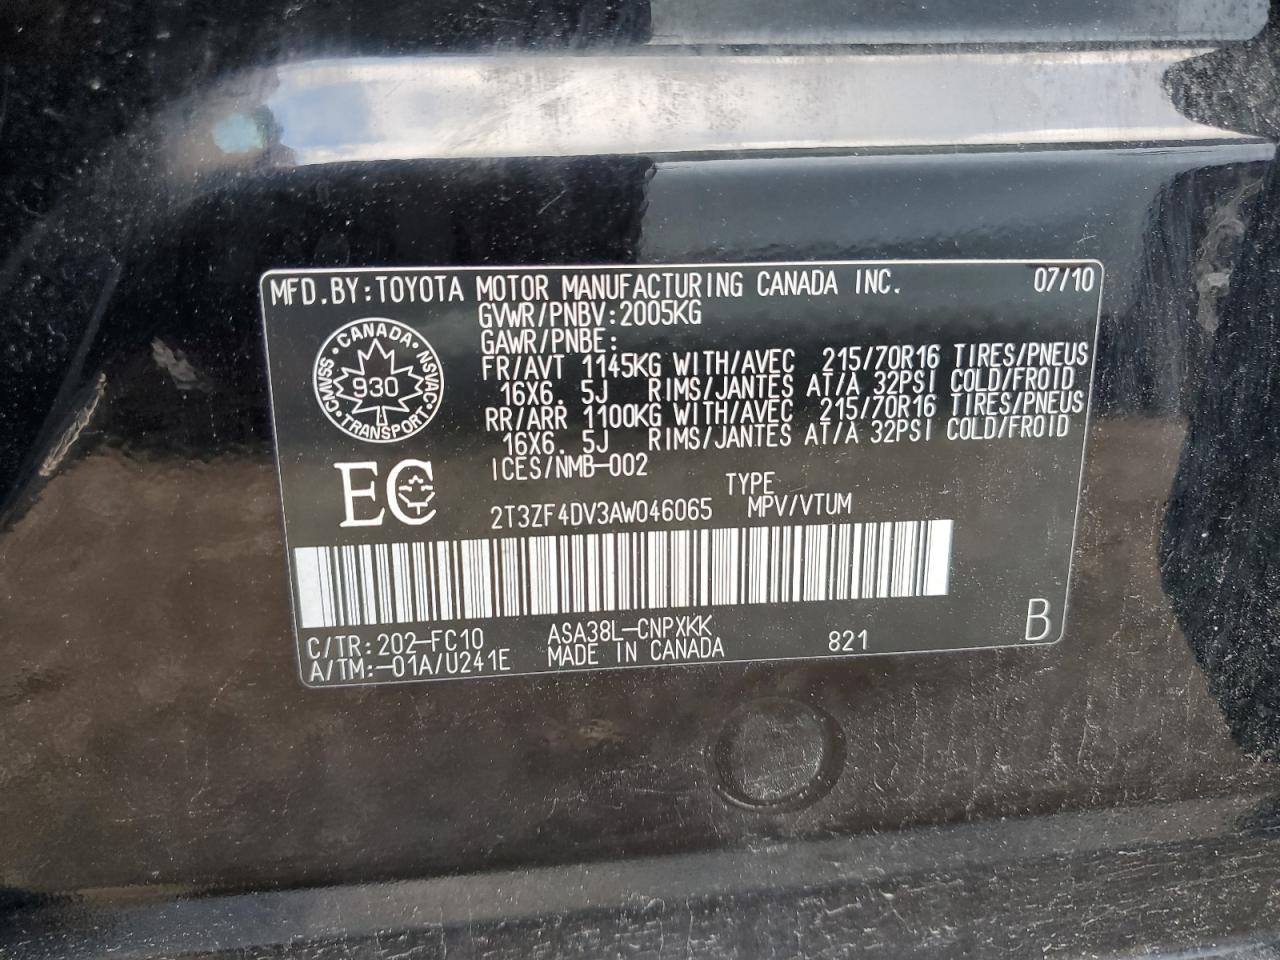 MFD.BY:TOYOTA MOTOR MANUFACTURING CANADA INC. 07/10
GVWR/PNBV:2005KG
GAWR/PNBE:
FR/AVT 1145KG WITH/AVEC 215/70R16 TIRES/PNEUS
16X6.5J RIMS/JANTES AT/A 32PSI COLD/FROID
RR/ARR 1100KG WITH/AVEC 215/70R16 TIRES/PNEUS
16X6.5J RIMS/JANTES AT/A 32PSI COLD/FROID
ICES/NMB-002
CANADA · NSVAC · TRANSPORT · CMVSS
930
EC
TYPE
2T3ZF4DV3AW046065 MPV/VTUM
C/TR:202-FC10 ASA38L-CNPXKK
A/TM:-01A/U241E MADE IN CANADA 821 B